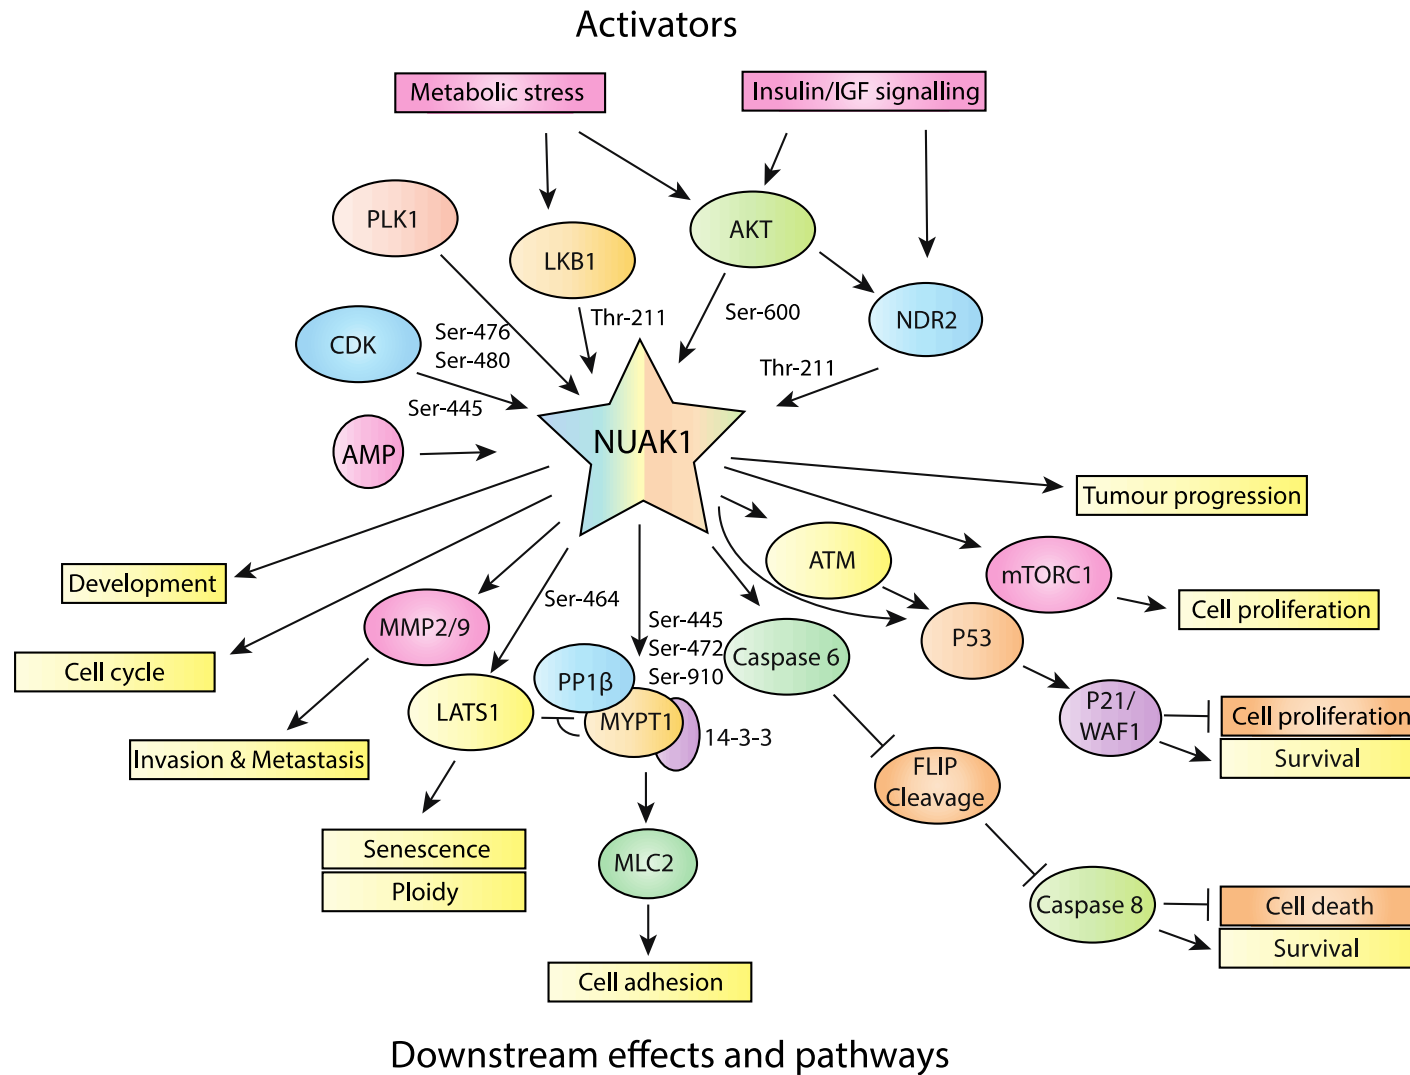 Activators
Metabolic stress
Insulin/IGF signalling
PLK1
AKT
LKB1
NDR2
CDK
Ser-476
Ser-480
Thr-211
Ser-600
Thr-211
Ser-445
AMP
NUAK1
Tumour progression
ATM
mTORC1
Development
Ser-464
Ser-445
Ser-472
Ser-910
MMP2/9
Caspase 6
P53
Cell proliferation
Cell cycle
PP1β
LATS1
MYPT1
14-3-3
P21/
WAF1
Cell proliferation
Survival
Invasion & Metastasis
FLIP
Cleavage
Senescence
Ploidy
MLC2
Caspase 8
Cell death
Survival
Cell adhesion
Downstream effects and pathways